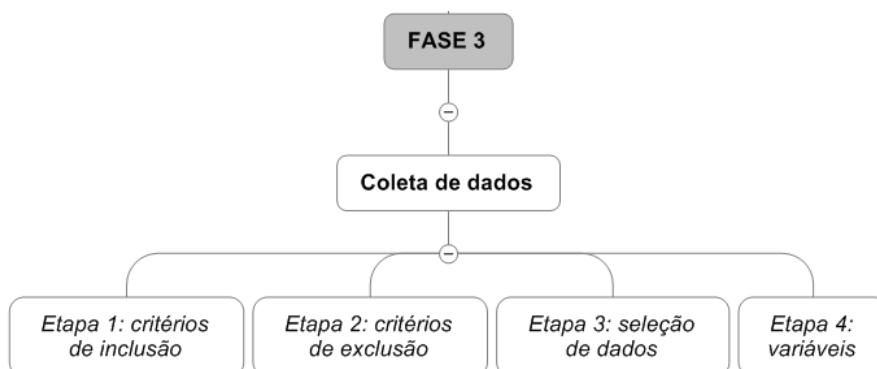 FASE 3
Coleta de dados
Etapa 1: critérios
de inclusão
Etapa 2: critérios
de exclusão
Etapa 3: seleção
de dados
Etapa 4:
variáveis